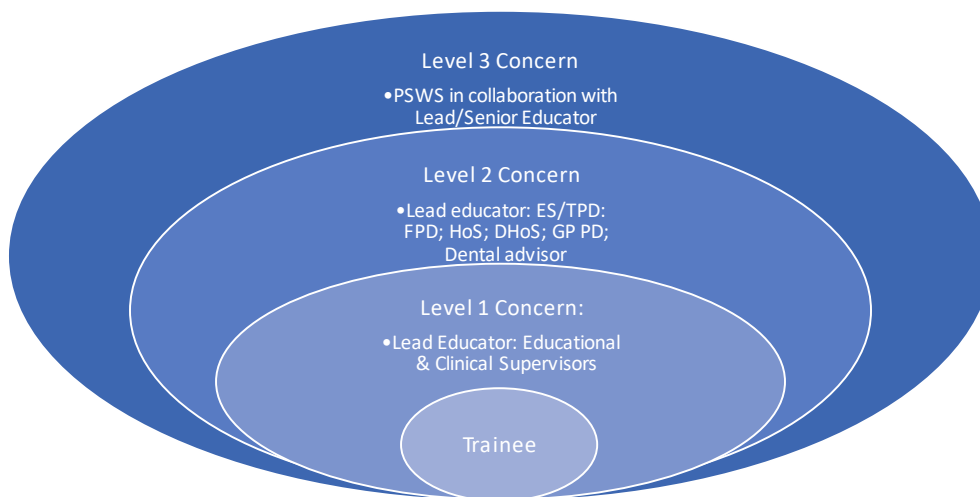 Level 3 Concern
•PSWS in collaboration with
Lead/Senior Educator
Level 2 Concern
•Lead educator: ES/TPD:
FPD; HoS; DHoS; GP PD;
Dental advisor
Level 1 Concern:
•Lead Educator: Educational
& Clinical Supervisors
Trainee